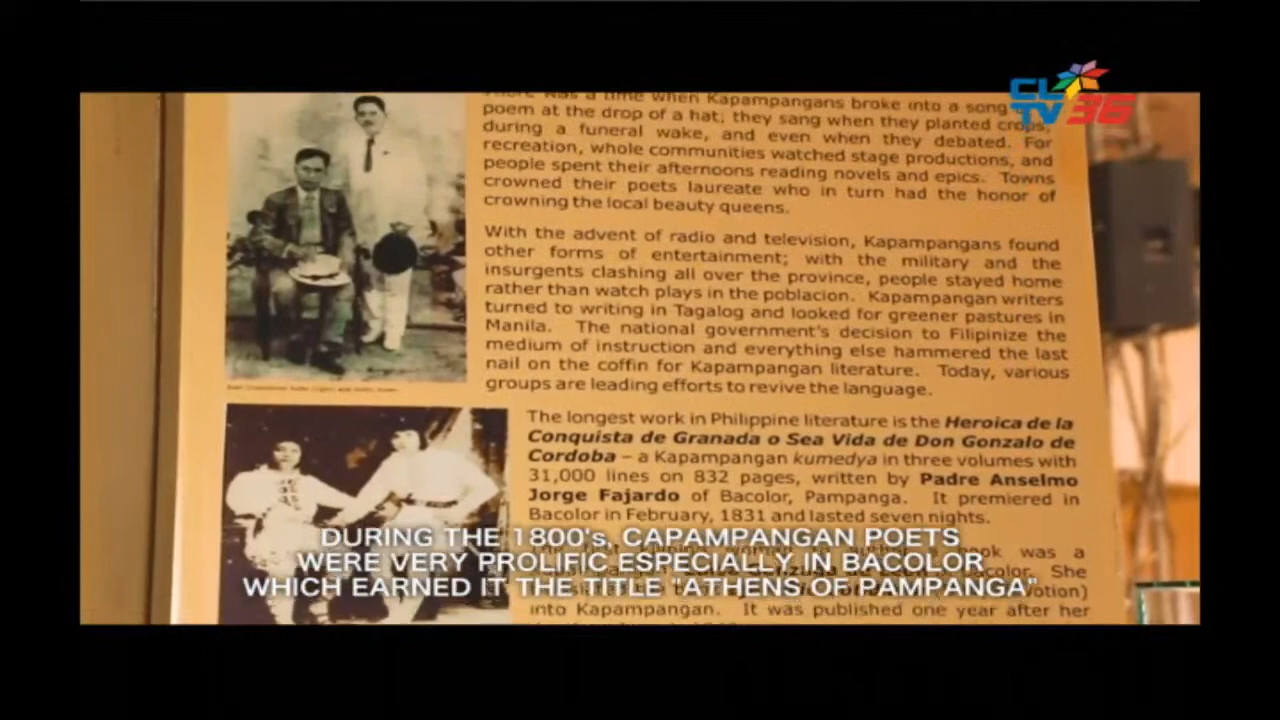 CLTV36
There was a time when Kapampangans broke into a song
poem at the drop of a hat; they sang when they planted crops,
during a funeral wake, and even when they debated. For
recreation, whole communities watched stage productions, and
people spent their afternoons reading novels and epics. Towns
crowned their poets laureate who in turn had the honor of
crowning the local beauty queens.
With the advent of radio and television, Kapampangans found
other forms of entertainment; with the military and the
insurgents clashing all over the province, people stayed home
rather than watch plays in the poblacion. Kapampangan writers
turned to writing in Tagalog and looked for greener pastures in
Manila. The national government's decision to Filipinize the
medium of instruction and everything else hammered the last
nail on the coffin for Kapampangan literature. Today, various
groups are leading efforts to revive the language.
The longest work in Philippine literature is the Heroica de la
Conquista de Granada o Sea Vida de Don Gonzalo de
Cordoba – a Kapampangan kumedya in three volumes with
31,000 lines on 832 pages, written by Padre Anselmo
Jorge Fajardo of Bacolor, Pampanga. It premiered in
Bacolor in February, 1831 and lasted seven nights.
book was a
Bacolor. She
into Kapampangan. It was published one year after her
DURING THE 1800's, CAPAMPANGAN POETS
WERE VERY PROLIFIC ESPECIALLY IN BACOLOR
WHICH EARNED IT THE TITLE "ATHENS OF PAMPANGA"